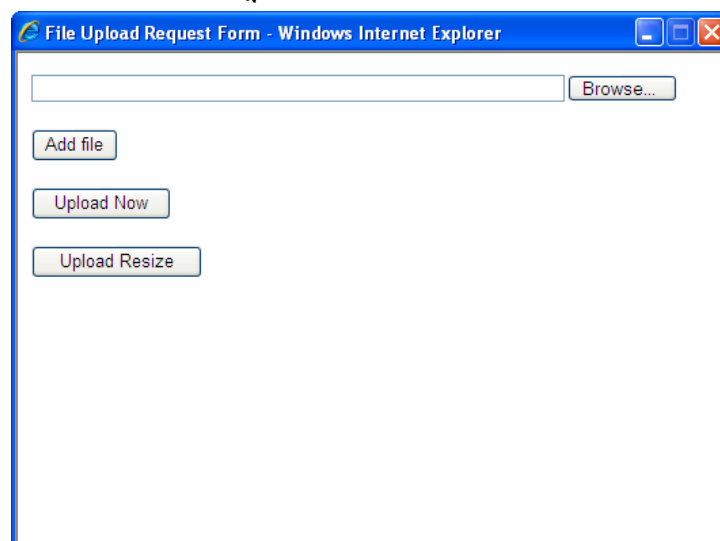 File Upload Request Form - Windows Internet Explorer
Browse...
Add file
Upload Now
Upload Resize